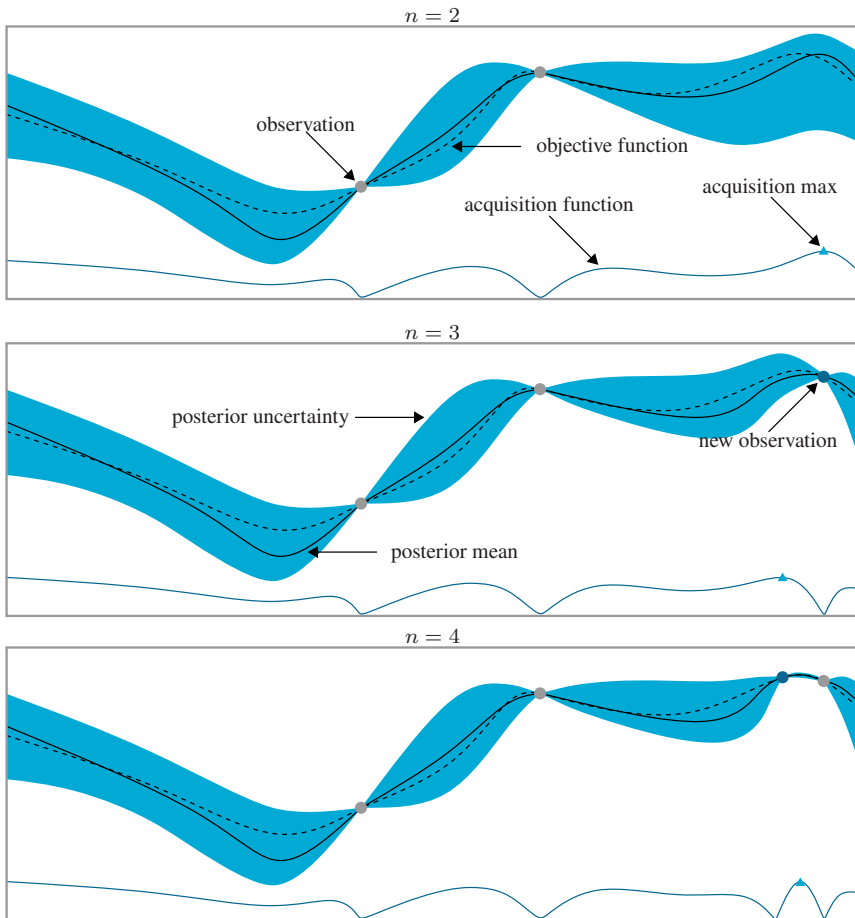 n = 2
observation
objective function
acquisition function
acquisition max
n = 3
posterior uncertainty
new observation
posterior mean
n = 4